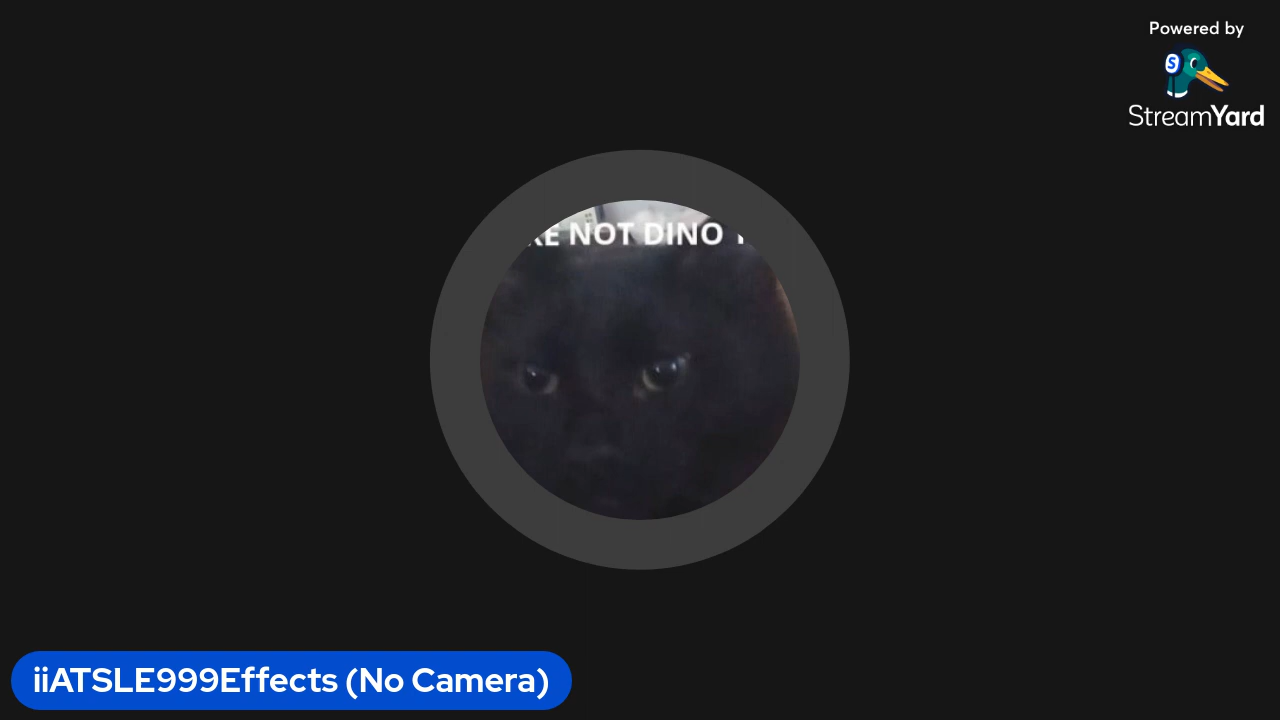 Powered by
S
StreamYard
NOT DINO
iiATSLE999Effects (No Camera)